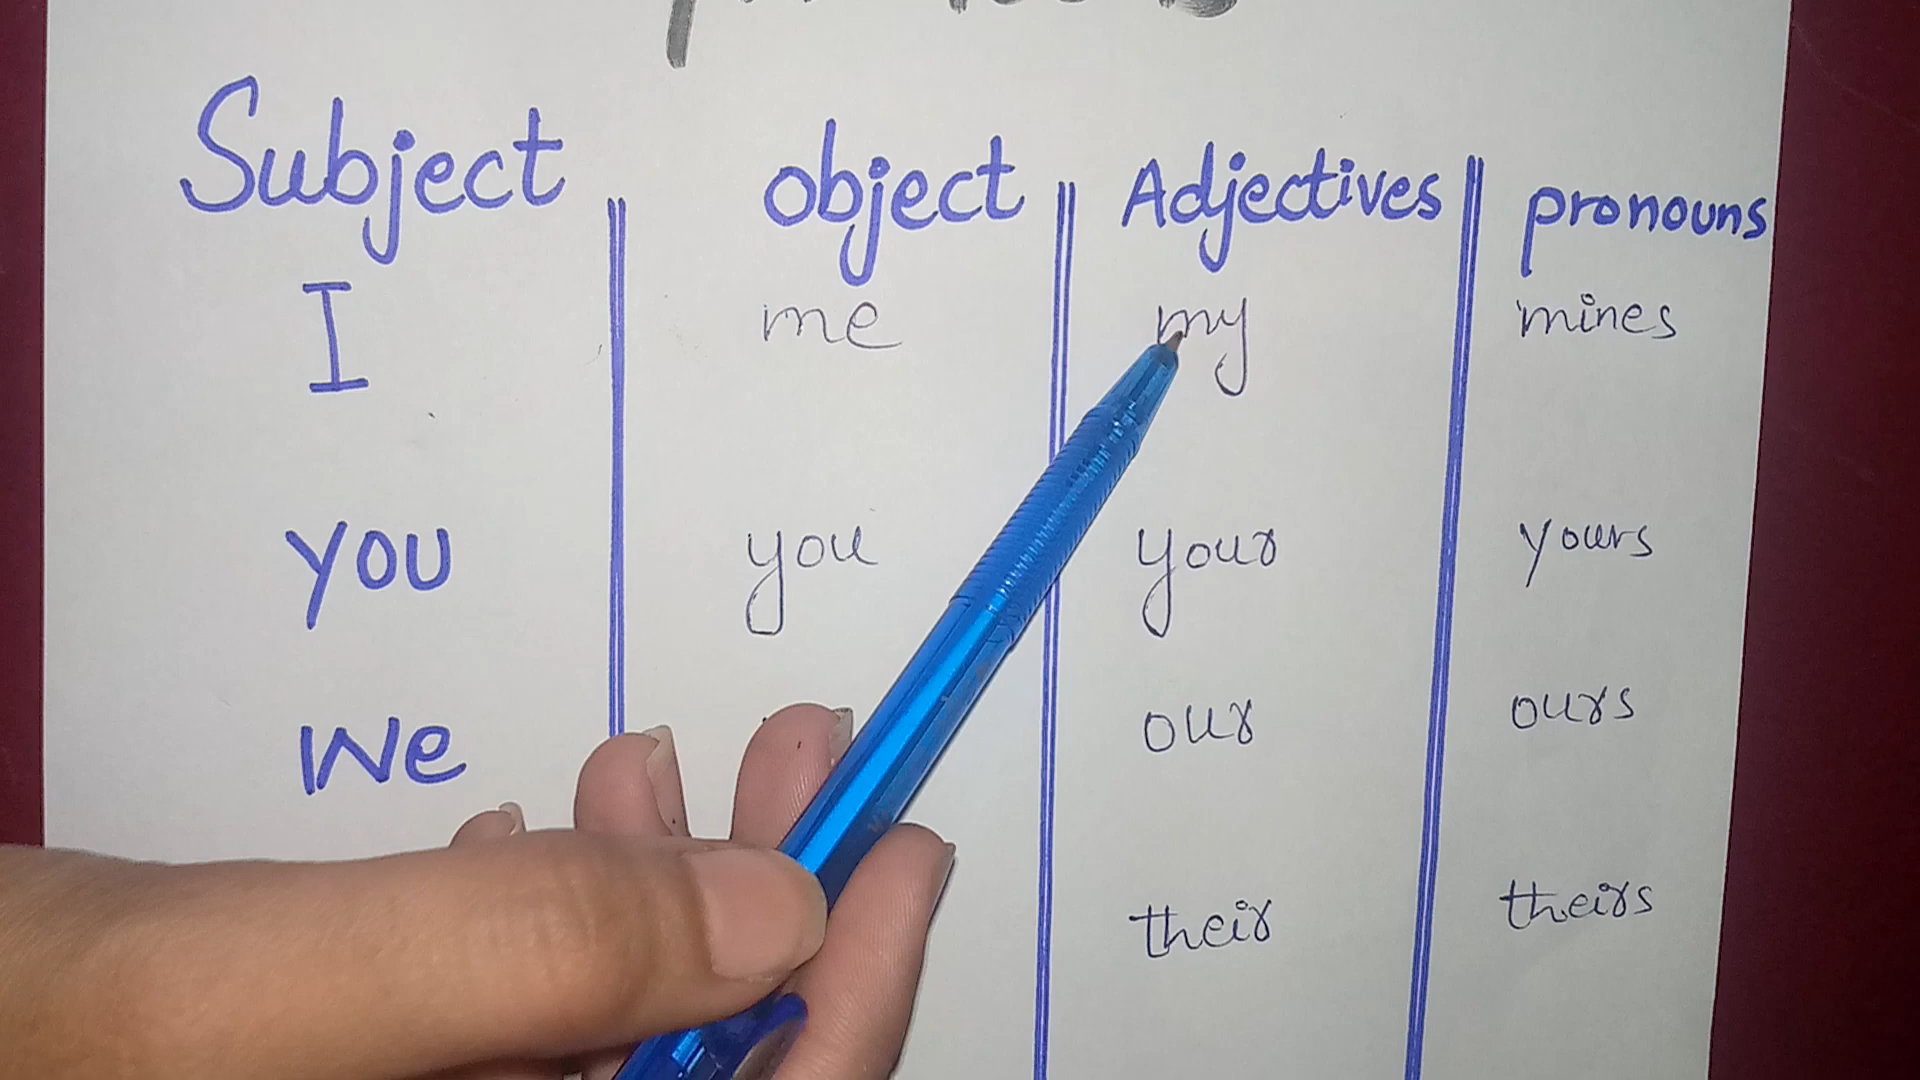 Subject object Adjectives pronouns
I me my mines
you you your yours
We our ours
their theirs